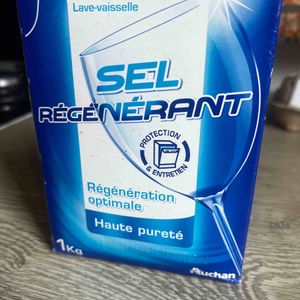 Lave-vaisselle
SEL
RÉGÉNÉRANT
PROTECTION
& ENTRETIEN
Régénération
optimale
Haute pureté
1Kg
Auchan